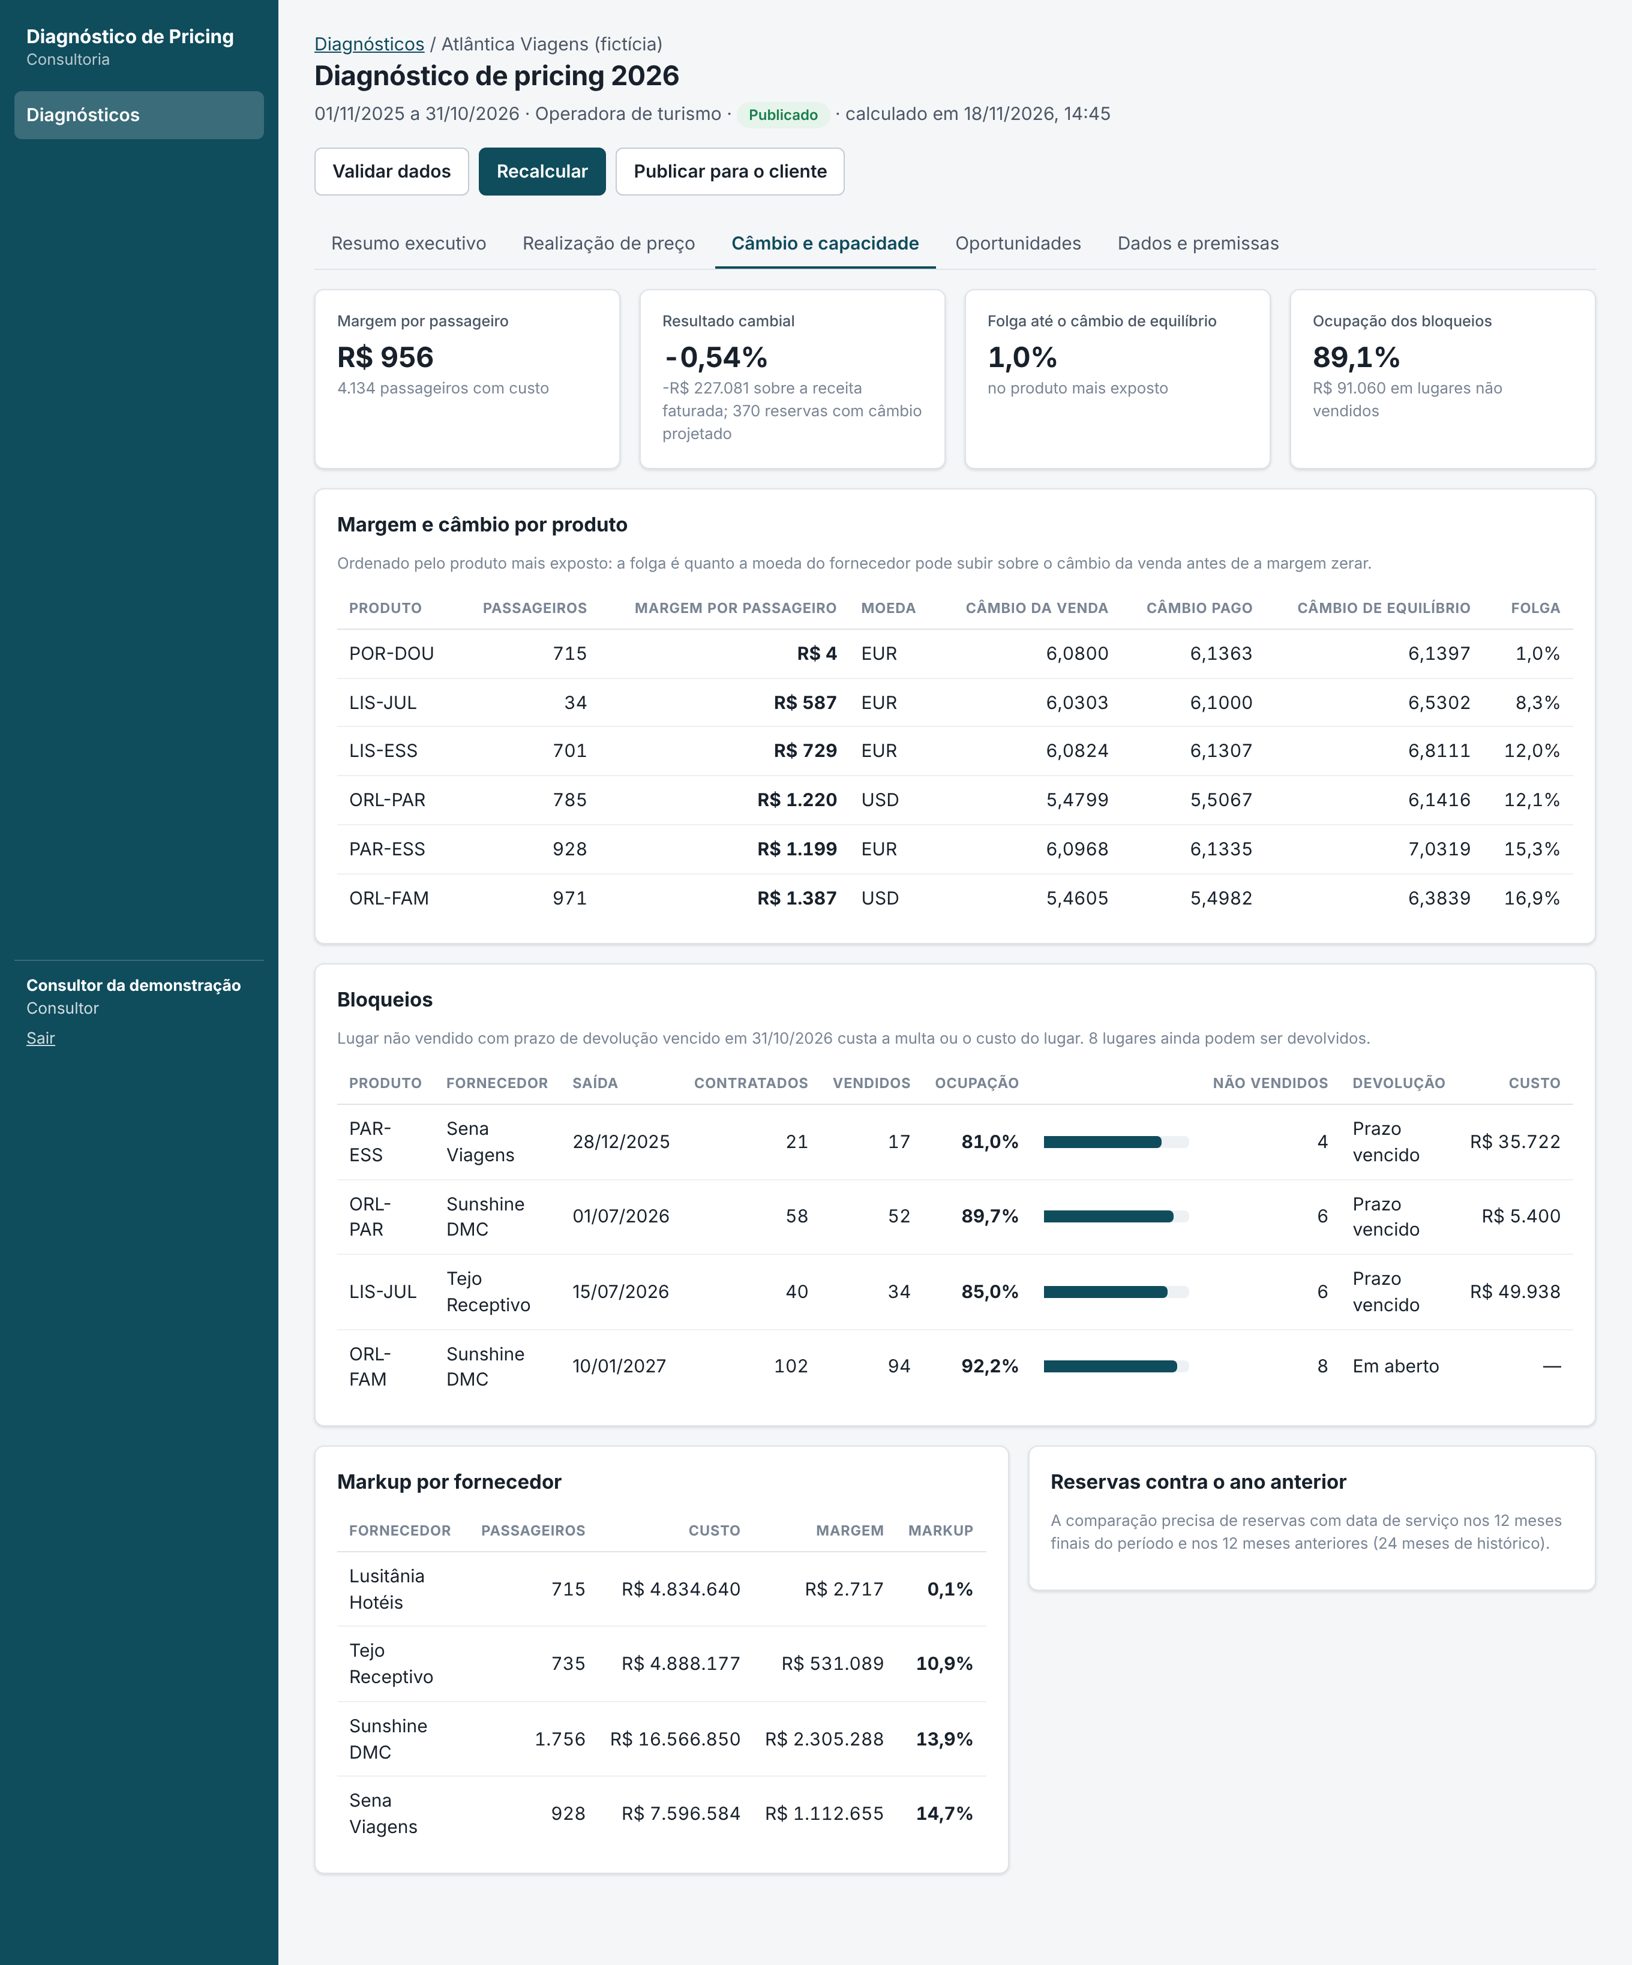 Diagnóstico de Pricing
Consultoria
Diagnósticos
Consultor da demonstração
Consultor
Sair
Diagnósticos / Atlântica Viagens (fictícia)
Diagnóstico de pricing 2026
01/11/2025 a 31/10/2026 · Operadora de turismo · Publicado · calculado em 18/11/2026, 14:45
Validar dados Recalcular Publicar para o cliente
Resumo executivo Realização de preço Câmbio e capacidade Oportunidades Dados e premissas
Margem por passageiro
R$ 956
4.134 passageiros com custo
Resultado cambial
-0,54%
-R$ 227.081 sobre a receita
faturada; 370 reservas com câmbio
projetado
Folga até o câmbio de equilíbrio
1,0%
no produto mais exposto
Ocupação dos bloqueios
89,1%
R$ 91.060 em lugares não
vendidos
Margem e câmbio por produto
Ordenado pelo produto mais exposto: a folga é quanto a moeda do fornecedor pode subir sobre o câmbio da venda antes de a margem zerar.
PRODUTO PASSAGEIROS MARGEM POR PASSAGEIRO MOEDA CÂMBIO DA VENDA CÂMBIO PAGO CÂMBIO DE EQUILÍBRIO FOLGA
POR-DOU 715 R$ 4 EUR 6,0800 6,1363 6,1397 1,0%
LIS-JUL 34 R$ 587 EUR 6,0303 6,1000 6,5302 8,3%
LIS-ESS 701 R$ 729 EUR 6,0824 6,1307 6,8111 12,0%
ORL-PAR 785 R$ 1.220 USD 5,4799 5,5067 6,1416 12,1%
PAR-ESS 928 R$ 1.199 EUR 6,0968 6,1335 7,0319 15,3%
ORL-FAM 971 R$ 1.387 USD 5,4605 5,4982 6,3839 16,9%
Bloqueios
Lugar não vendido com prazo de devolução vencido em 31/10/2026 custa a multa ou o custo do lugar. 8 lugares ainda podem ser devolvidos.
PRODUTO FORNECEDOR SAÍDA CONTRATADOS VENDIDOS OCUPAÇÃO NÃO VENDIDOS DEVOLUÇÃO CUSTO
PAR-
ESS
Sena
Viagens
28/12/2025 21 17 81,0% 4
Prazo
vencido
R$ 35.722
ORL-
PAR
Sunshine
DMC
01/07/2026 58 52 89,7% 6
Prazo
vencido
R$ 5.400
LIS-JUL
Tejo
Receptivo
15/07/2026 40 34 85,0% 6
Prazo
vencido
R$ 49.938
ORL-
FAM
Sunshine
DMC
10/01/2027 102 94 92,2% 8 Em aberto —
Markup por fornecedor
FORNECEDOR PASSAGEIROS CUSTO MARGEM MARKUP
Lusitânia
Hotéis
715 R$ 4.834.640 R$ 2.717 0,1%
Tejo
Receptivo
735 R$ 4.888.177 R$ 531.089 10,9%
Sunshine
DMC
1.756 R$ 16.566.850 R$ 2.305.288 13,9%
Sena
Viagens
928 R$ 7.596.584 R$ 1.112.655 14,7%
Reservas contra o ano anterior
A comparação precisa de reservas com data de serviço nos 12 meses
finais do período e nos 12 meses anteriores (24 meses de histórico).